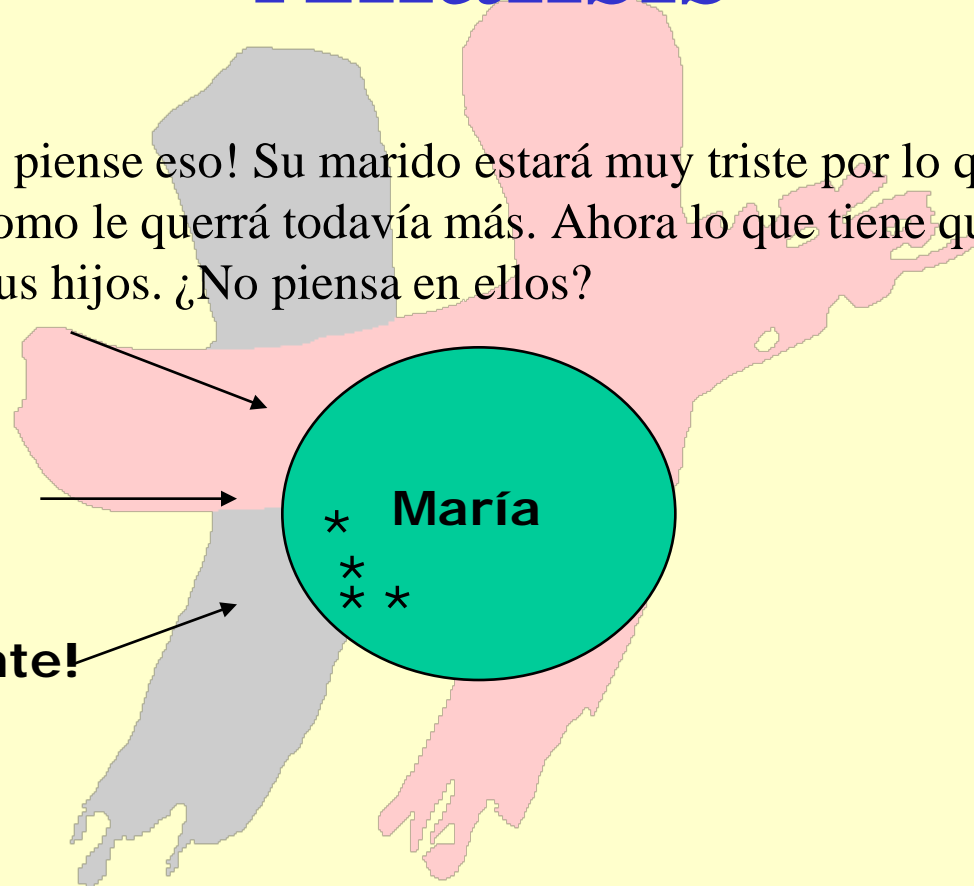 Análisis
piense eso! Su marido estará muy triste por lo q
omo le querrá todavía más. Ahora lo que tiene qu
us hijos. ¿No piensa en ellos?
María
*
*
* *
nte!